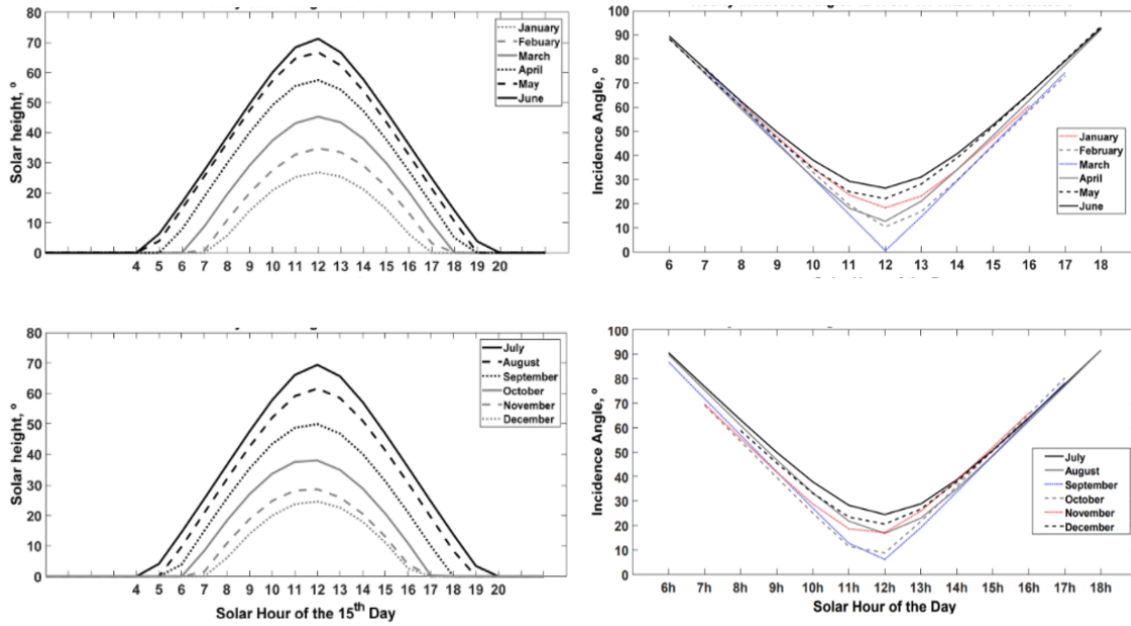 80
70
60
50
40
30
20
10
0
Solar height, º
January
Febuary
March
April
May
June
4 5 6 7 8 9 10 11 12 13 14 15 16 17 18 19 20
100
90
80
70
60
50
40
30
20
10
0
Incidence Angle, º
January
February
March
April
May
June
6 7 8 9 10 11 12 13 14 15 16 17 18
80
70
60
50
40
30
20
10
0
Solar height, º
July
August
September
October
November
December
4 5 6 7 8 9 10 11 12 13 14 15 16 17 18 19 20
Solar Hour of the 15th Day
100
90
80
70
60
50
40
30
20
10
0
Incidence Angle, º
July
August
September
October
November
December
6h 7h 8h 9h 10h 11h 12h 13h 14h 15h 16h 17h 18h
Solar Hour of the Day